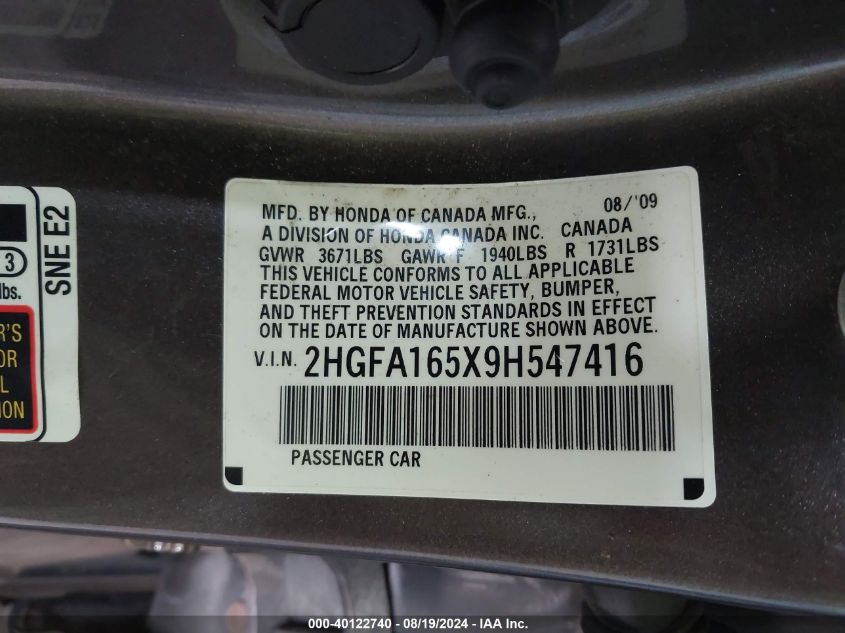 MFD. BY HONDA OF CANADA MFG., 08/'09
A DIVISION OF HONDA CANADA INC. CANADA
GVWR 3671LBS GAWR F 1940LBS R 1731LBS
THIS VEHICLE CONFORMS TO ALL APPLICABLE
FEDERAL MOTOR VEHICLE SAFETY, BUMPER,
AND THEFT PREVENTION STANDARDS IN EFFECT
ON THE DATE OF MANUFACTURE SHOWN ABOVE.
V.I.N. 2HGFA165X9H547416
PASSENGER CAR
SNE E2
3
lbs.
R'S
OR
L
ION
000-40122740 - 08/19/2024 - IAA Inc.